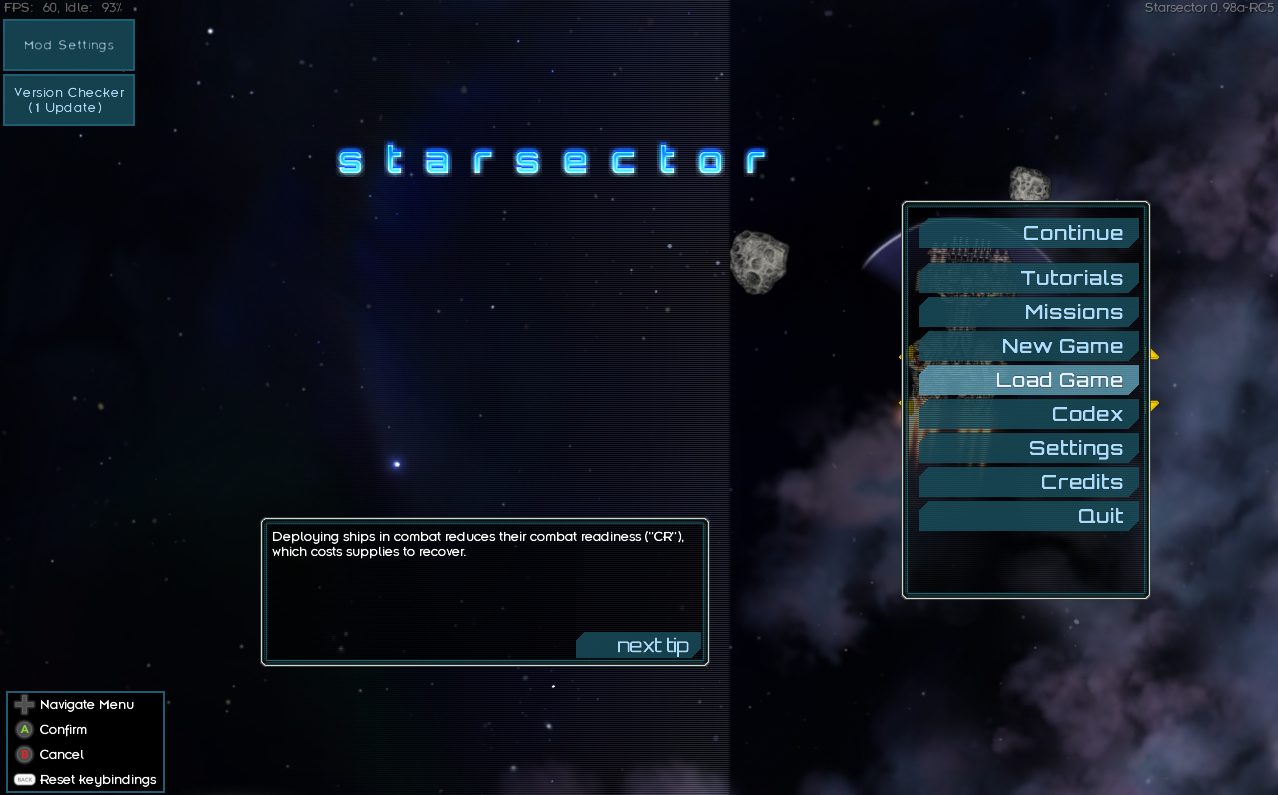 FPS: 60, Idle: 93%
Starsector 0.98a-RC5
Mod Settings
Version Checker
(1 Update)
starsector
Continue
Tutorials
Missions
New Game
Load Game
Codex
Settings
Credits
Quit
Deploying ships in combat reduces their combat readiness ("CR"),
which costs supplies to recover.
next tip
Navigate Menu
A Confirm
B Cancel
BACK Reset keybindings